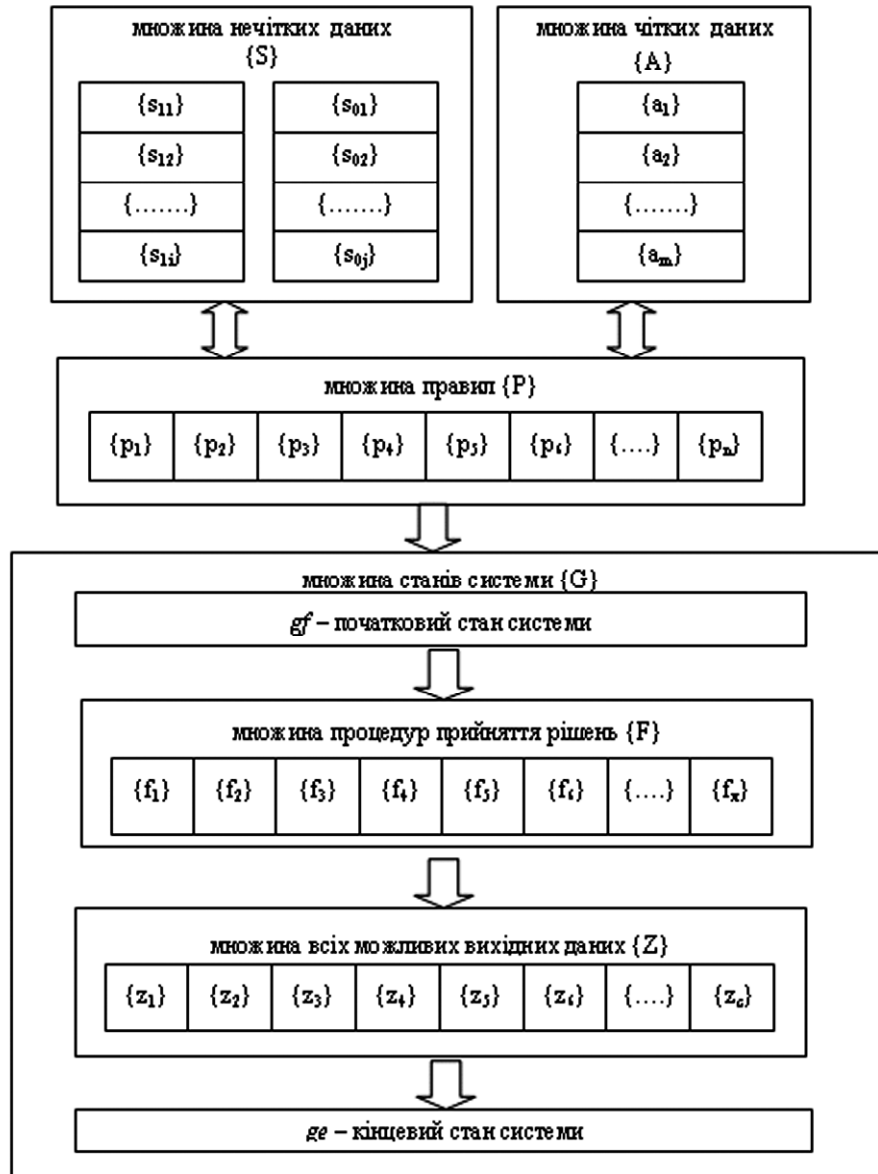 множина нечітких даних
{S}
{s₁₁}
{s₁₂}
{.......}
{s₁ᵢ}
{s₀₁}
{s₀₂}
{.......}
{s₀ⱼ}
множина чітких даних
{A}
{a₁}
{a₂}
{.......}
{aₘ}
множина правил {P}
{p₁} {p₂} {p₃} {p₄} {p₅} {p₆} {....} {pₙ}
множина станів системи {G}
gf – початковий стан системи
множина процедур прийняття рішень {F}
{f₁} {f₂} {f₃} {f₄} {f₅} {f₆} {....} {fₓ}
множина всіх можливих вихідних даних {Z}
{z₁} {z₂} {z₃} {z₄} {z₅} {z₆} {....} {z_c}
ge – кінцевий стан системи